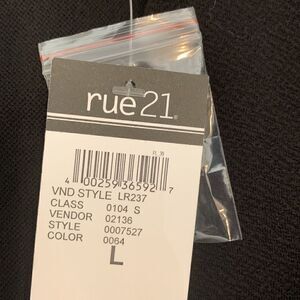 rue21
4 00259 36592 7
VND STYLE LR237
CLASS 0104 S
VENDOR 02136
STYLE 0007527
COLOR 0064
L